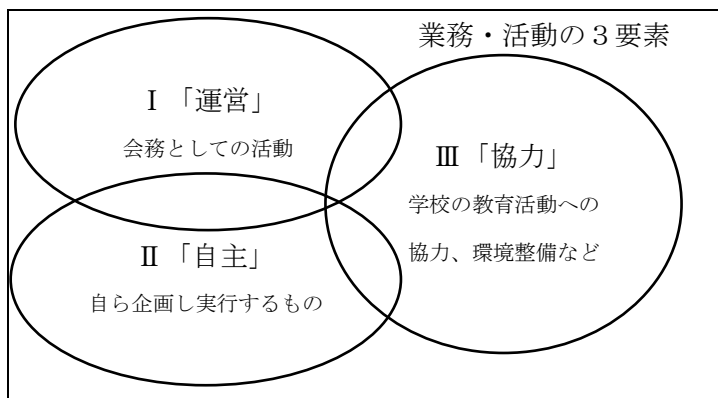 業務・活動の３要素
Ⅰ「運営」
会務としての活動
Ⅲ「協力」
学校の教育活動への
協力、環境整備など
Ⅱ「自主」
自ら企画し実行するもの